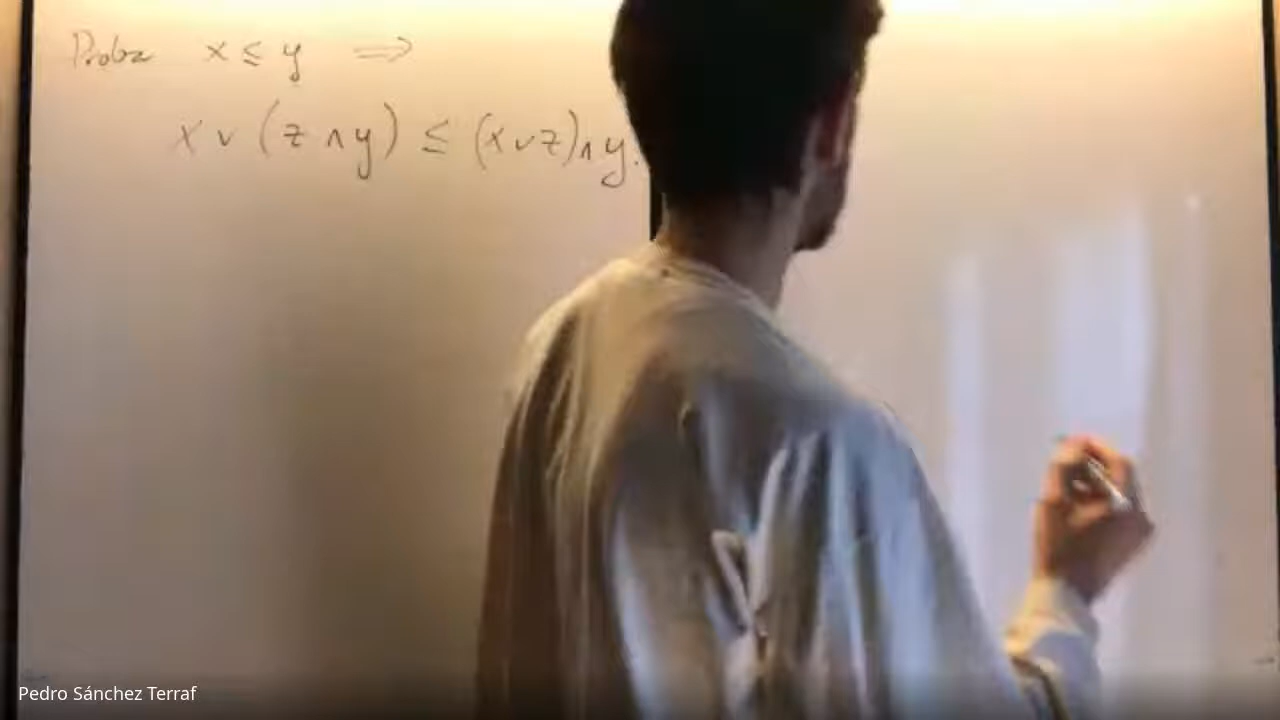 Proba x ≤ y ⟹
x ∨ (z ∧ y) ≤ (x ∨ z) ∧ y.
Pedro Sánchez Terraf